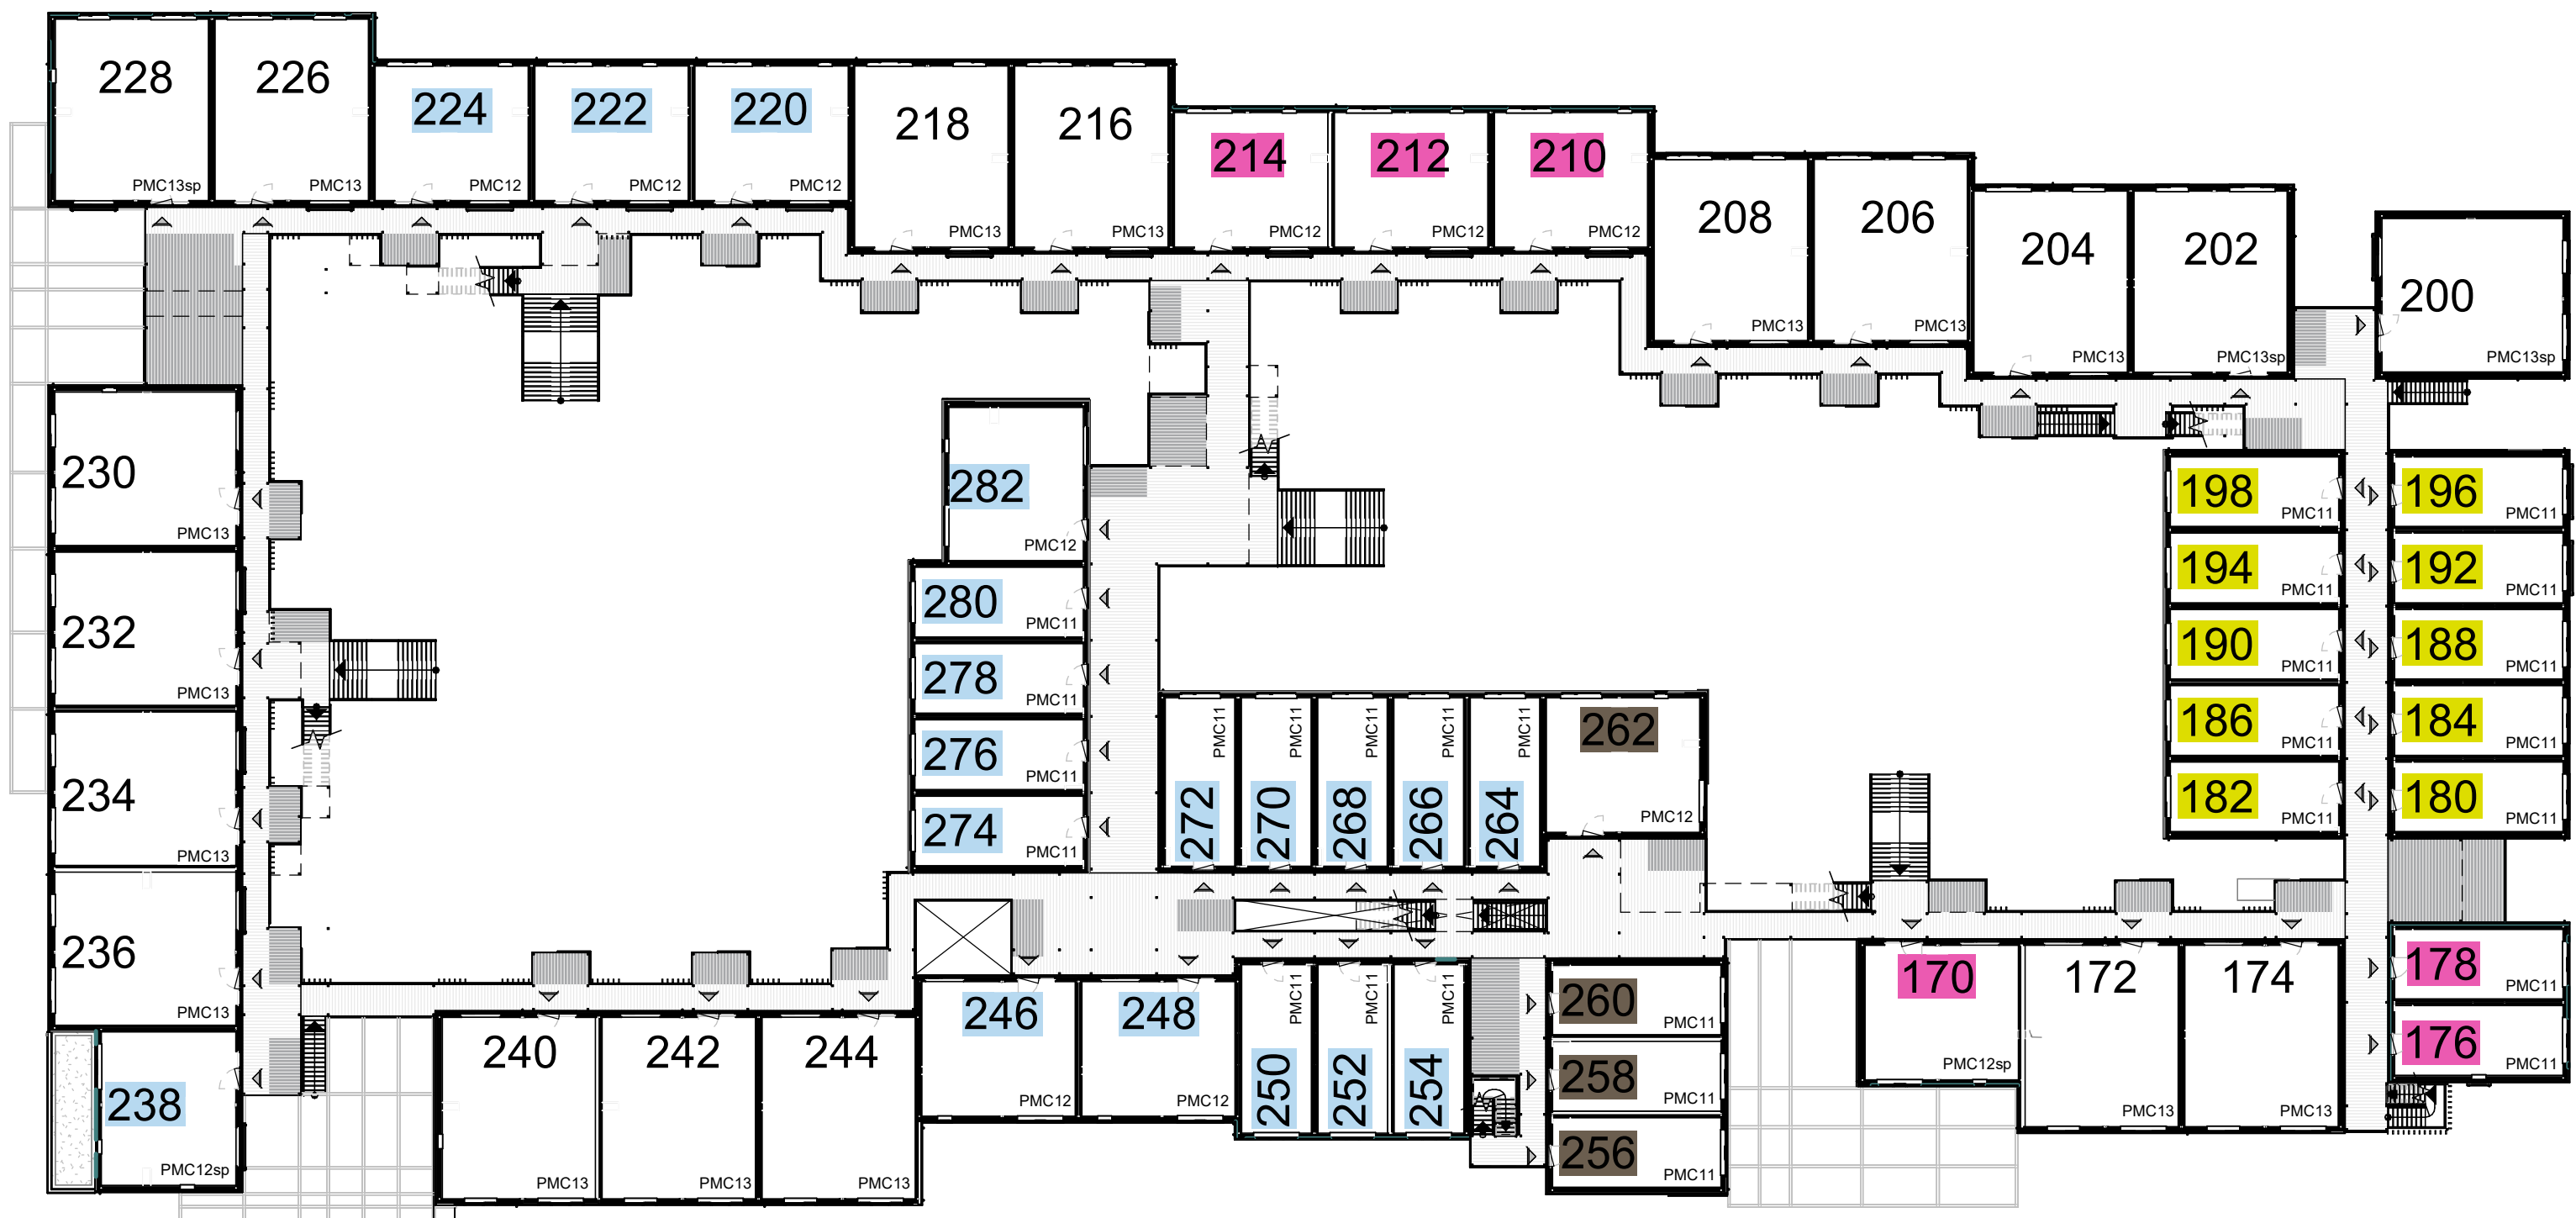 228
PMC13sp
226
PMC13
224
PMC12
222
PMC12
220
PMC12
218
PMC13
216
PMC13
214
PMC12
212
PMC12
210
PMC12
208
PMC13
206
PMC13
204
PMC13
202
PMC13sp
200
PMC13sp
230
PMC13
232
PMC13
234
PMC13
236
PMC13
238
PMC12sp
282
PMC12
280
PMC11
278
PMC11
276
PMC11
274
PMC11
272
PMC11
270
PMC11
268
PMC11
266
PMC11
264
PMC11
262
PMC12
198
PMC11
196
PMC11
194
PMC11
192
PMC11
190
PMC11
188
PMC11
186
PMC11
184
PMC11
182
PMC11
180
PMC11
240
PMC13
242
PMC13
244
PMC13
246
PMC12
248
PMC12
250
PMC11
252
PMC11
254
PMC11
260
PMC11
258
PMC11
256
PMC11
170
PMC12sp
172
PMC13
174
PMC13
178
PMC11
176
PMC11